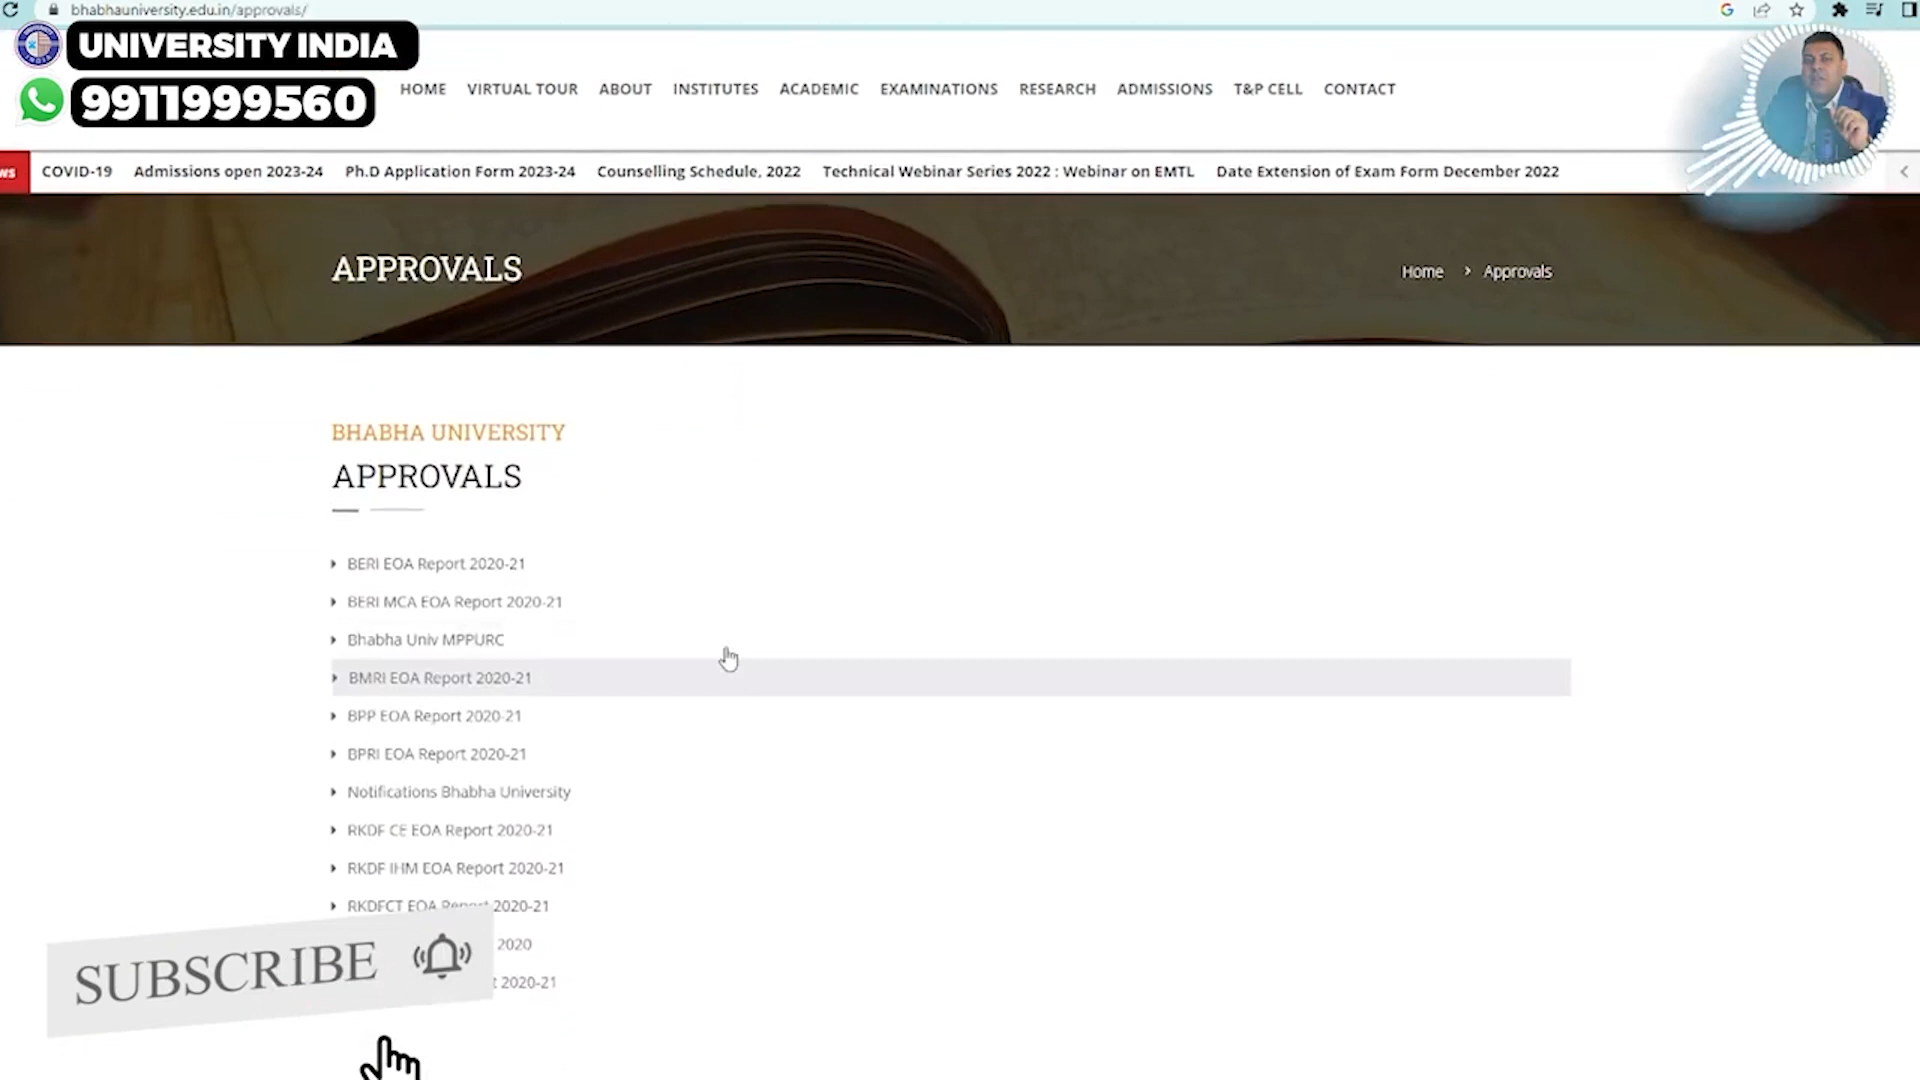 bhabhauniversity.edu.in/approvals/
UNIVERSITY INDIA
9911999560
HOME VIRTUAL TOUR ABOUT INSTITUTES ACADEMIC EXAMINATIONS RESEARCH ADMISSIONS T&P CELL CONTACT
COVID-19 Admissions open 2023-24 Ph.D Application Form 2023-24 Counselling Schedule, 2022 Technical Webinar Series 2022 : Webinar on EMTL Date Extension of Exam Form December 2022
APPROVALS
Home > Approvals
BHABHA UNIVERSITY
APPROVALS
BERI EOA Report 2020-21
BERI MCA EOA Report 2020-21
Bhabha Univ MPPURC
BMRI EOA Report 2020-21
BPP EOA Report 2020-21
BPRI EOA Report 2020-21
Notifications Bhabha University
RKDF CE EOA Report 2020-21
RKDF IHM EOA Report 2020-21
RKDFCT EOA Report 2020-21
2020
2020-21
SUBSCRIBE